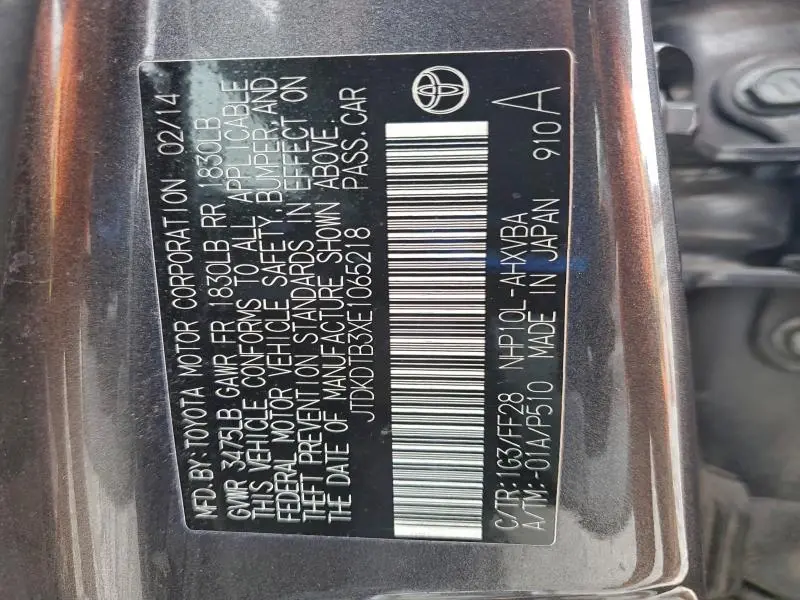 MFD.BY:TOYOTA MOTOR CORPORATION 02/14
GVWR 3475LB GAWR FR 1830LB RR 1830LB
THIS VEHICLE CONFORMS TO ALL APPLICABLE
FEDERAL MOTOR VEHICLE SAFETY,BUMPER,AND
THEFT PREVENTION STANDARDS IN EFFECT ON
THE DATE OF MANUFACTURE SHOWN ABOVE.
JTDKDTB3XE1065218 PASS.CAR
C/TR:1G3/FF28 NHP10L-AHXVBA
A/TM:-01A/P510 MADE IN JAPAN 910 A